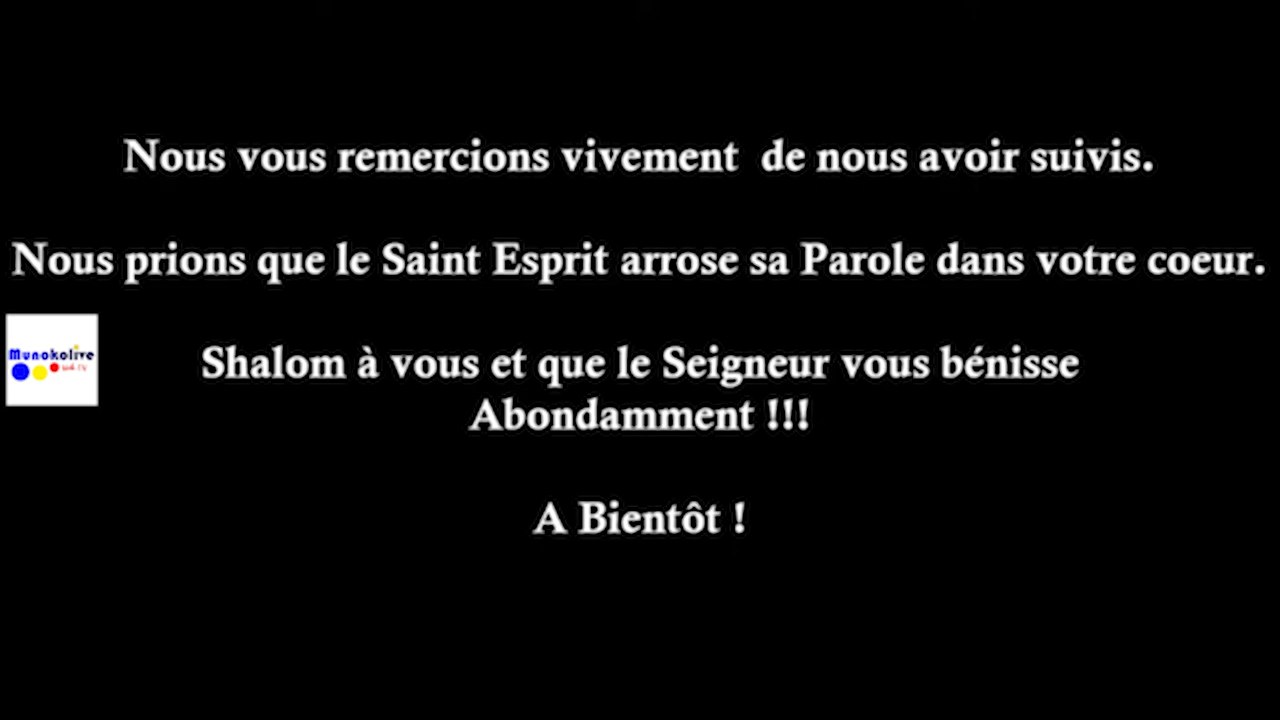 Nous vous remercions vivement  de nous avoir suivis.
Nous prions que le Saint Esprit arrose sa Parole dans votre coeur.
Munokolive
Shalom à vous et que le Seigneur vous bénisse
Abondamment !!!
A Bientôt !